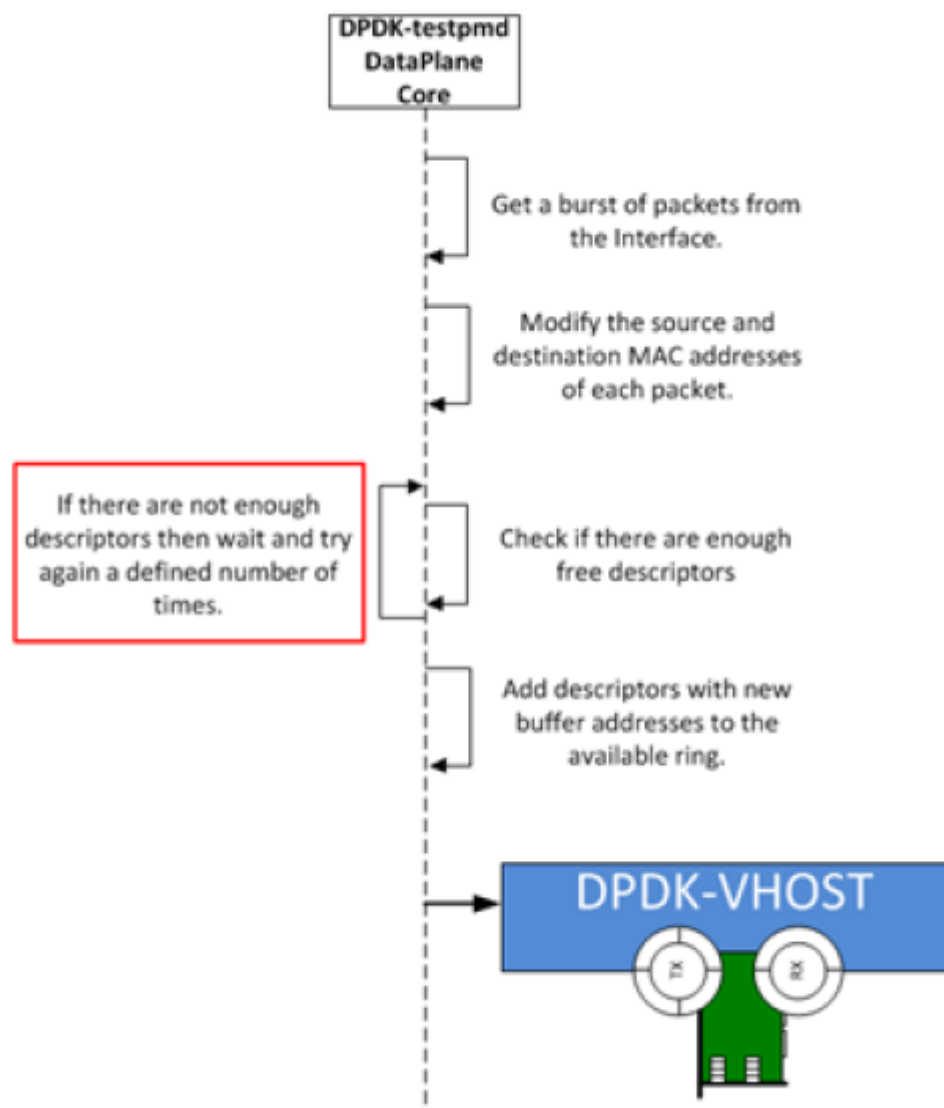 DPDK-testpmd
DataPlane
Core
Get a burst of packets from
the Interface.
Modify the source and
destination MAC addresses
of each packet.
If there are not enough
descriptors then wait and try
again a defined number of
times.
Check if there are enough
free descriptors
Add descriptors with new
buffer addresses to the
available ring.
DPDK-VHOST
TX
RX